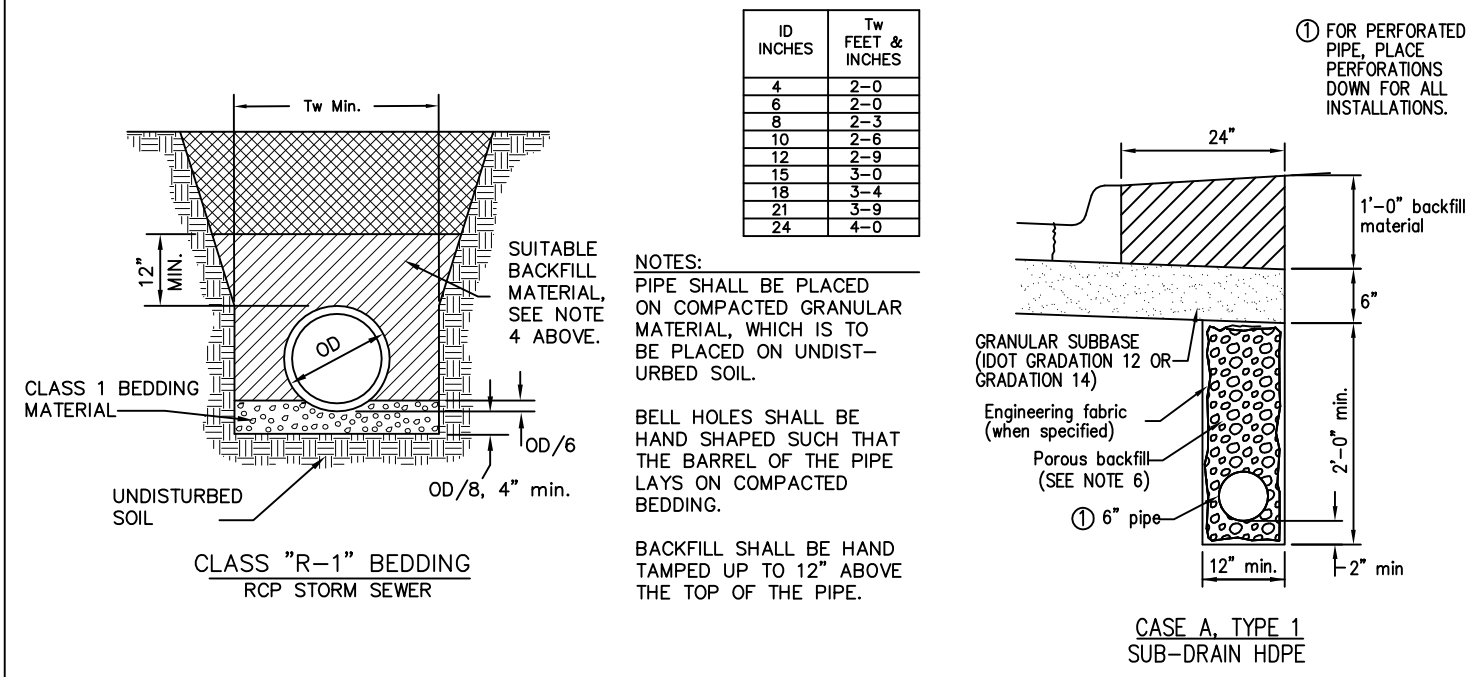 Tw Min.
12"
MIN.
OD
SUITABLE
BACKFILL
MATERIAL,
SEE NOTE
4 ABOVE.
CLASS 1 BEDDING
MATERIAL
OD/6
OD/8, 4" min.
UNDISTURBED
SOIL
CLASS "R-1" BEDDING
RCP STORM SEWER
ID INCHES Tw FEET & INCHES
4 2-0
6 2-0
8 2-3
10 2-6
12 2-9
15 3-0
18 3-4
21 3-9
24 4-0
NOTES:
PIPE SHALL BE PLACED
ON COMPACTED GRANULAR
MATERIAL, WHICH IS TO
BE PLACED ON UNDIST-
URBED SOIL.
BELL HOLES SHALL BE
HAND SHAPED SUCH THAT
THE BARREL OF THE PIPE
LAYS ON COMPACTED
BEDDING.
BACKFILL SHALL BE HAND
TAMPED UP TO 12" ABOVE
THE TOP OF THE PIPE.
① FOR PERFORATED
PIPE, PLACE
PERFORATIONS
DOWN FOR ALL
INSTALLATIONS.
24"
1'-0" backfill
material
6"
GRANULAR SUBBASE
(IDOT GRADATION 12 OR
GRADATION 14)
Engineering fabric
(when specified)
Porous backfill
(SEE NOTE 6)
① 6" pipe
2'-0" min.
12" min.
2" min
CASE A, TYPE 1
SUB-DRAIN HDPE